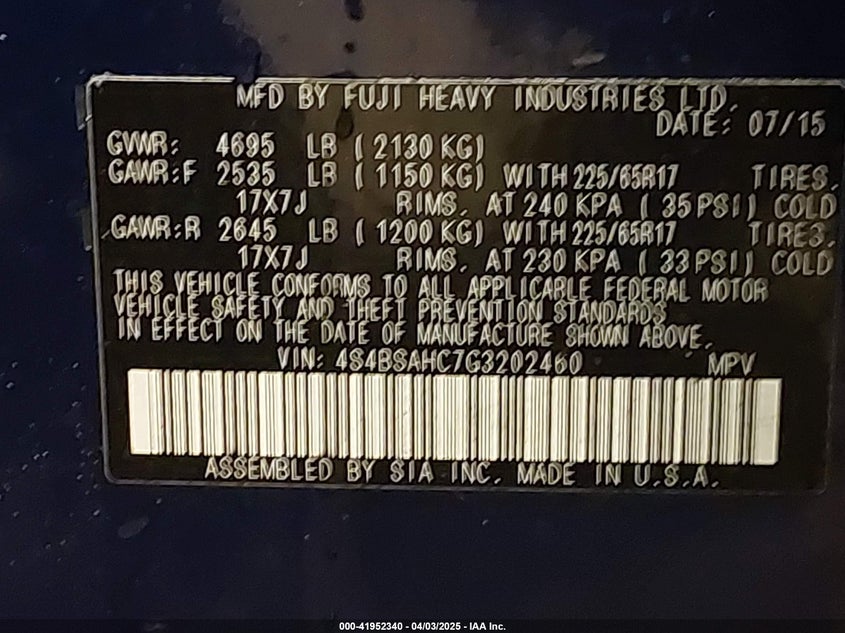 MFD BY FUJI HEAVY INDUSTRIES LTD.
DATE: 07/15
GVWR: 4695 LB ( 2130 KG)
GAWR:F 2535 LB ( 1150 KG) WITH 225/65R17 TIRES,
17X7J RIMS, AT 240 KPA ( 35 PSI) COLD
GAWR:R 2645 LB ( 1200 KG) WITH 225/65R17 TIRES,
17X7J RIMS, AT 230 KPA ( 33 PSI) COLD
THIS VEHICLE CONFORMS TO ALL APPLICABLE FEDERAL MOTOR
VEHICLE SAFETY AND THEFT PREVENTION STANDARDS
IN EFFECT ON THE DATE OF MANUFACTURE SHOWN ABOVE.
VIN: 4S4BSAHC7G3202460 MPV
ASSEMBLED BY SIA INC. MADE IN U.S.A.
000-41952340 - 04/03/2025 - IAA Inc.